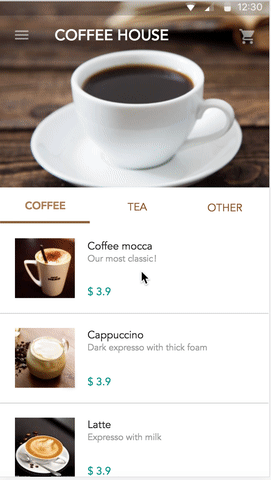 12:30
COFFEE HOUSE
COFFEE
TEA
OTHER
Coffee mocca
Our most classic!
$ 3.9
Cappuccino
Dark expresso with thick foam
$ 3.9
Latte
Expresso with milk
$ 3.9